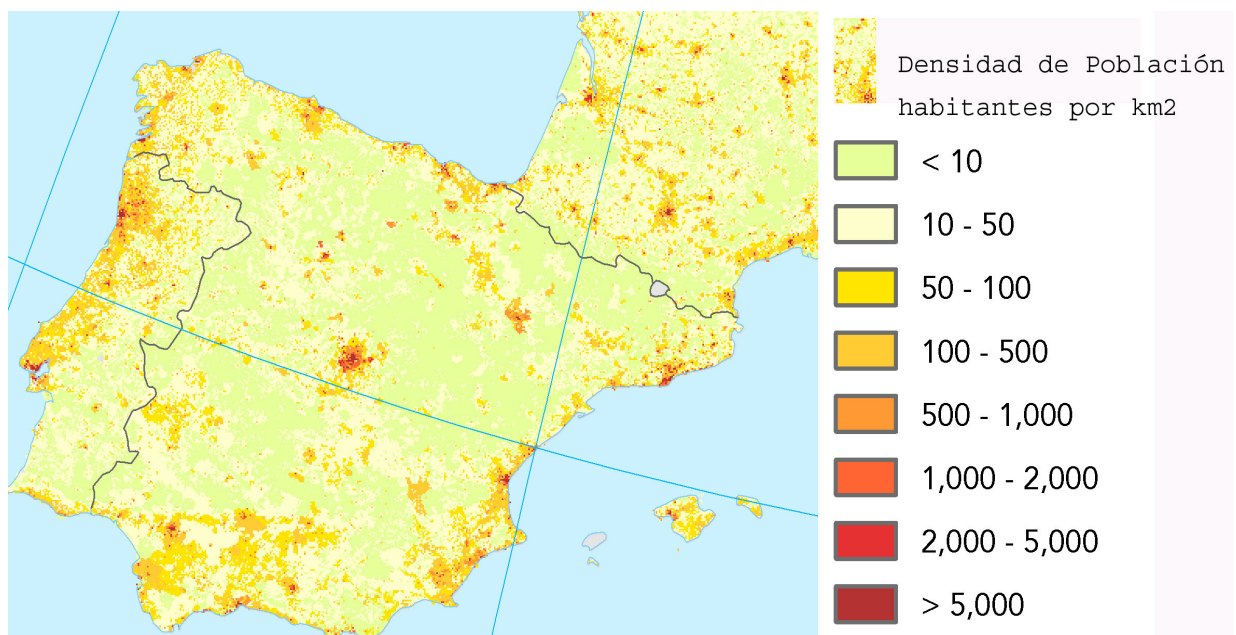 Densidad de Población
habitantes por km2
< 10
10 - 50
50 - 100
100 - 500
500 - 1,000
1,000 - 2,000
2,000 - 5,000
> 5,000